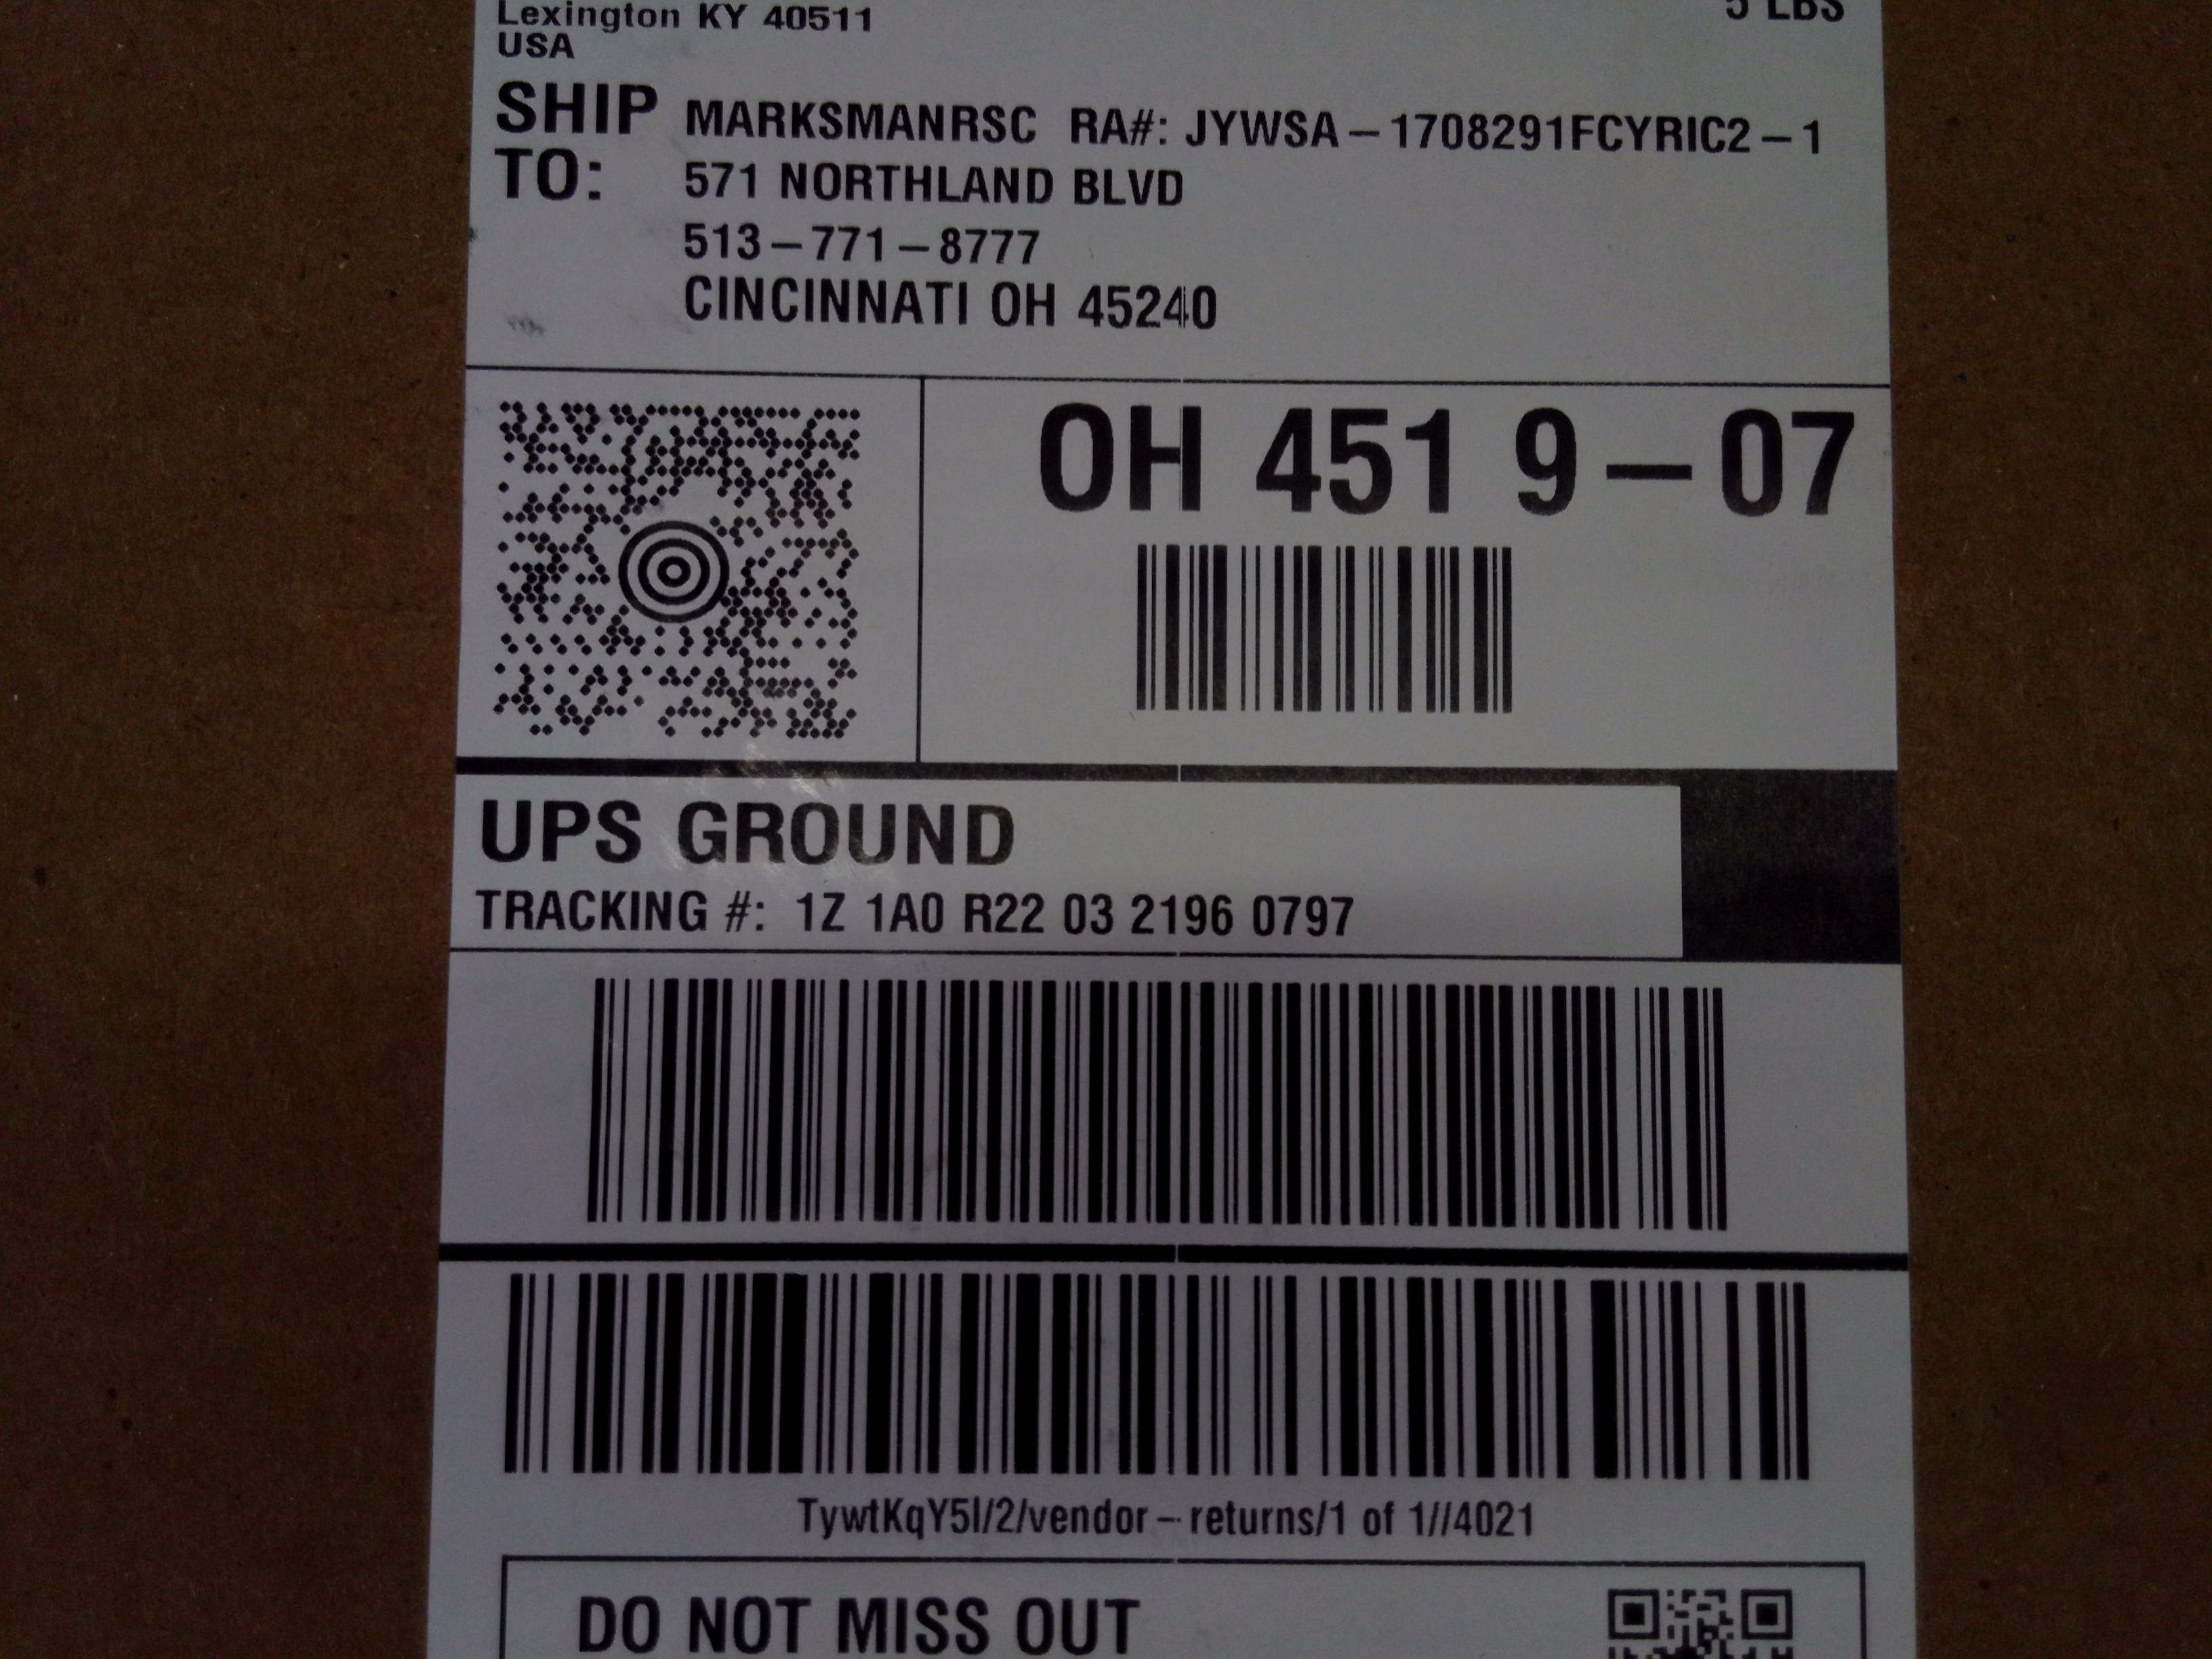 Lexington KY 40511
5 LBS
USA
SHIP TO:
MARKSMANRSC RA#: JYWSA-1708291FCYRIC2-1
571 NORTHLAND BLVD
513-771-8777
CINCINNATI OH 45240
OH 451 9-07
UPS GROUND
TRACKING #: 1Z 1A0 R22 03 2196 0797
TywtKqY5l/2/vendor-returns/1 of 1//4021
DO NOT MISS OUT